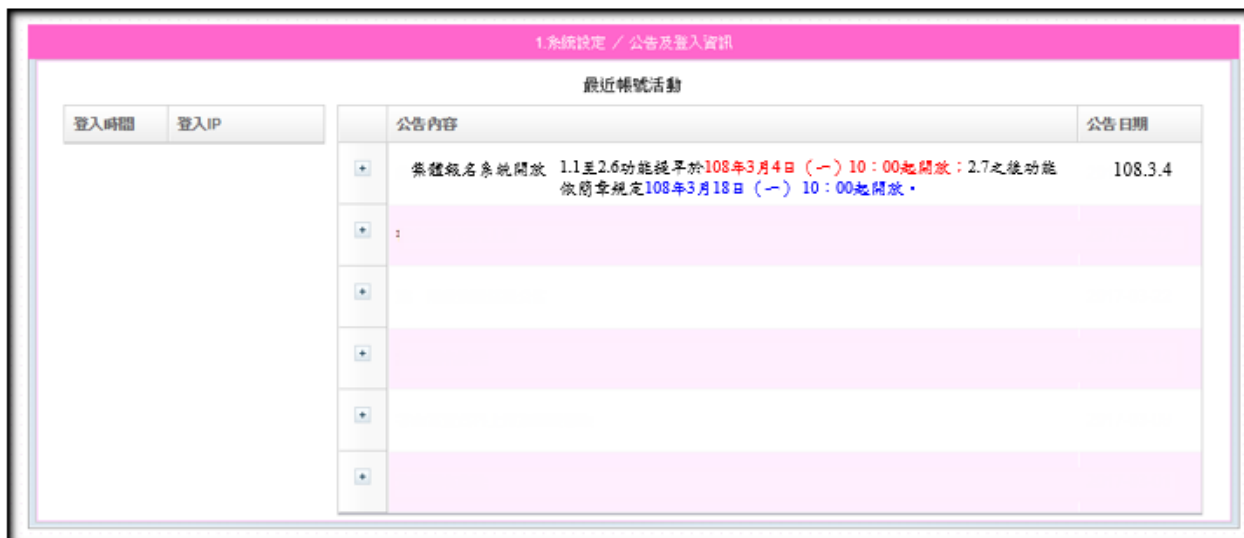 1.系統設定 / 公告及登入資訊
最近帳號活動
登入時間 登入IP 公告內容 公告日期
集體報名系統開放 1.1至2.6功能提早於108年3月4日(一)10:00起開放;2.7之後功能 108.3.4
依簡章規定108年3月18日(一)10:00起開放。